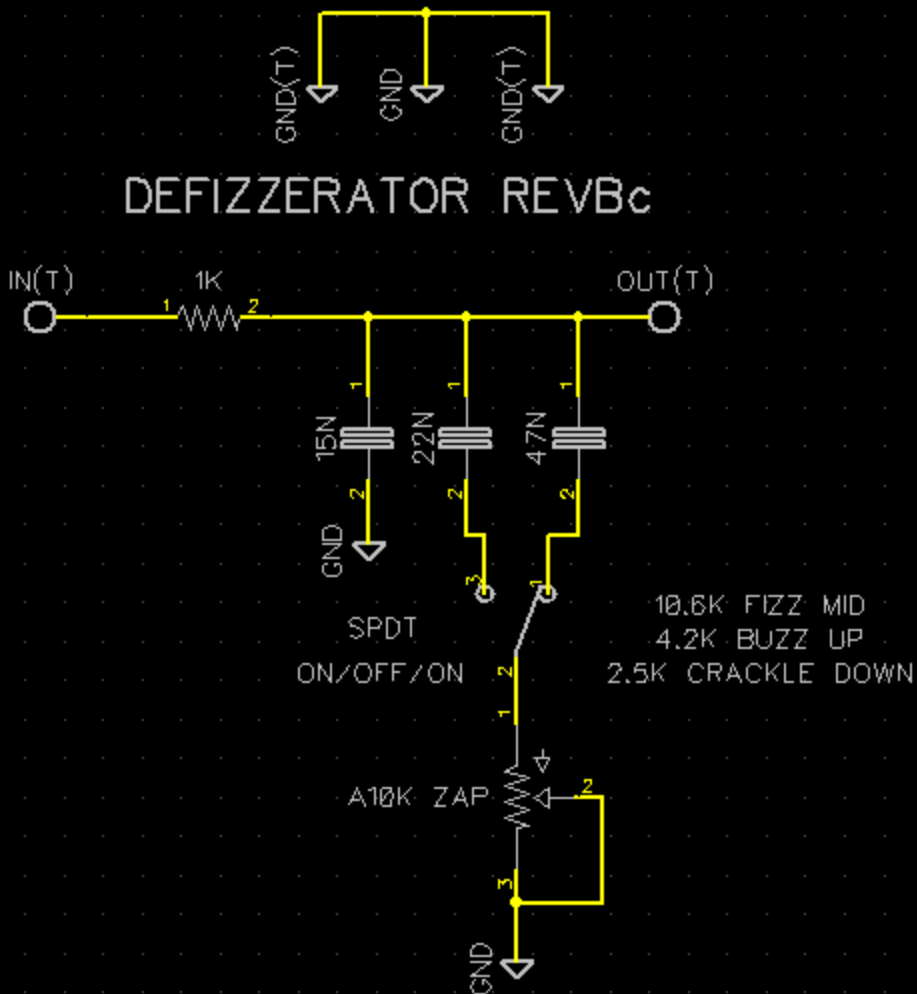 GND(T)
GND
GND(T)
DEFIZZERATOR REVBc
IN(T)
1K
OUT(T)
1
2
1
1
1
15N
22N
47N
2
2
2
GND
3
1
SPDT
ON/OFF/ON
10.6K FIZZ MID
4.2K BUZZ UP
2.5K CRACKLE DOWN
2
1
A10K ZAP
2
3
GND